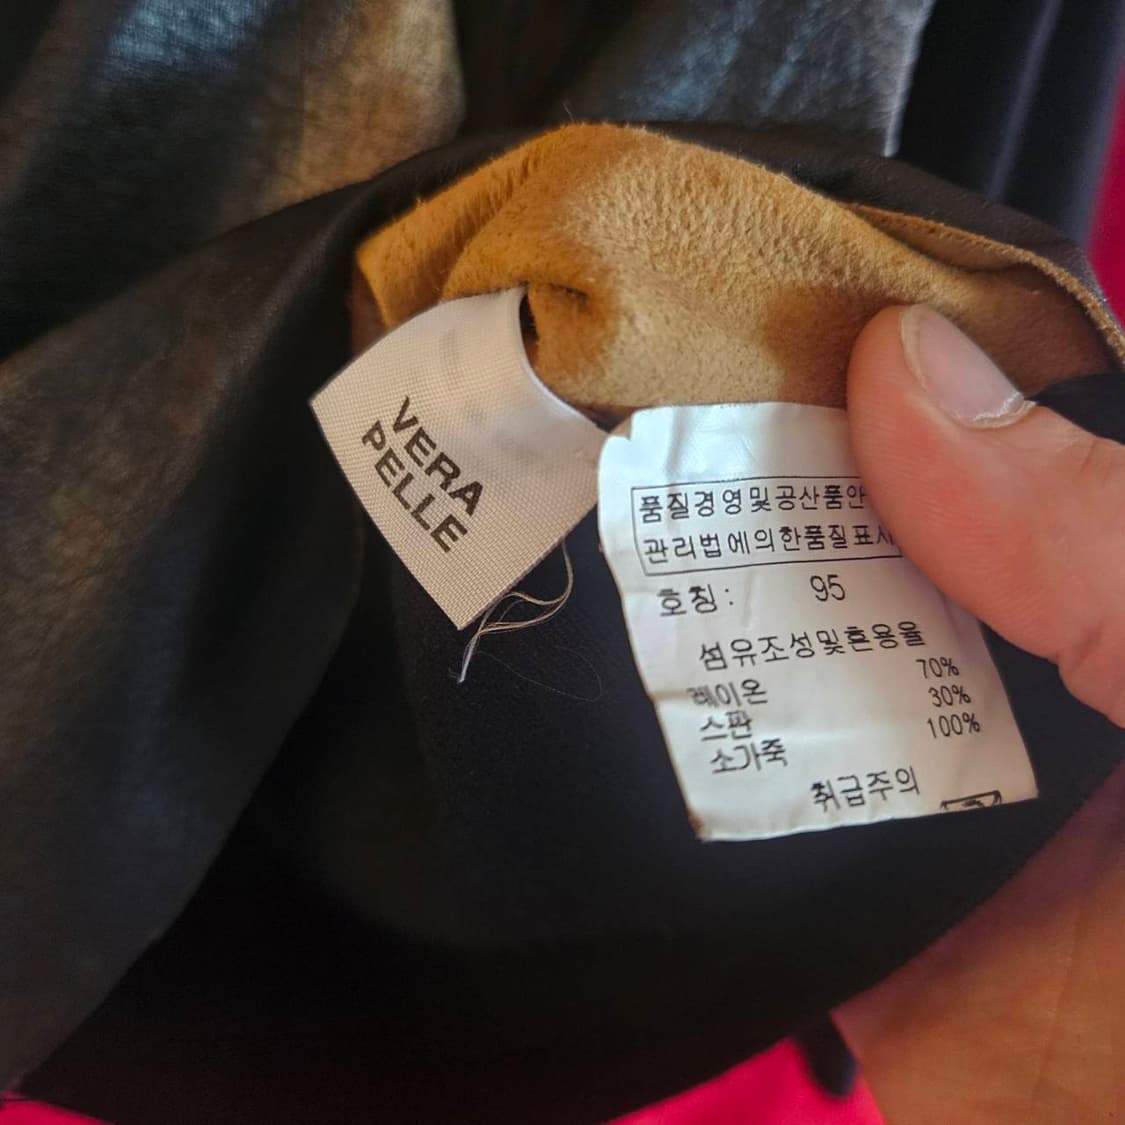 VERA
PELLE
품질경영및공산품안
관리법에의한품질표시
호칭: 95
섬유조성및혼용율
70%
레이온 30%
스판 100%
소가죽
취급주의